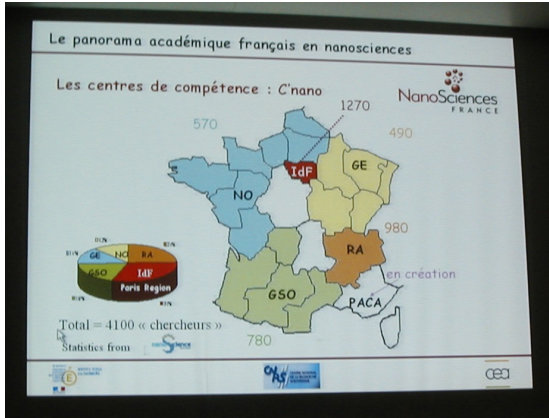 Le panorama académique français en nanosciences
Les centres de compétence : C'nano
NanoSciences
FRANCE
1270
570
490
IdF
GE
NO
980
RA
en création
GSO
PACA
780
GE
NO
RA
GSO
IdF
Paris Region
Total = 4100 « chercheurs »
Statistics from
nanoScience
CNRS
cea